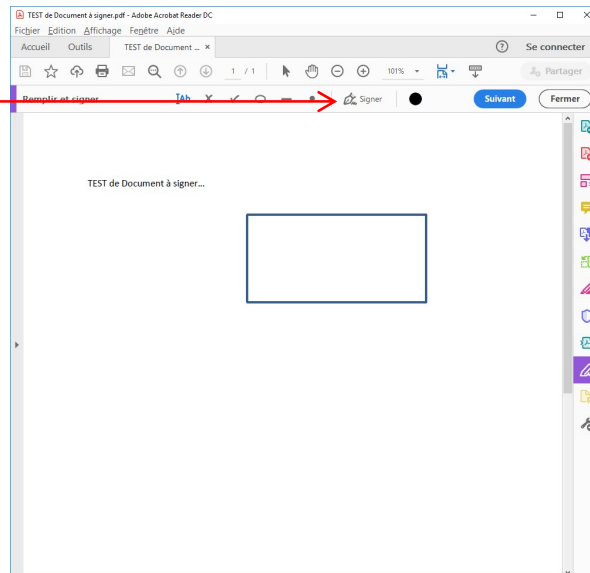 TEST de Document à signer.pdf - Adobe Acrobat Reader DC
Fichier Edition Affichage Fenêtre Aide
Accueil Outils TEST de Document ... × Se connecter
1 / 1 101% Partager
Remplir et signer Ab Signer Suivant Fermer
TEST de Document à signer...